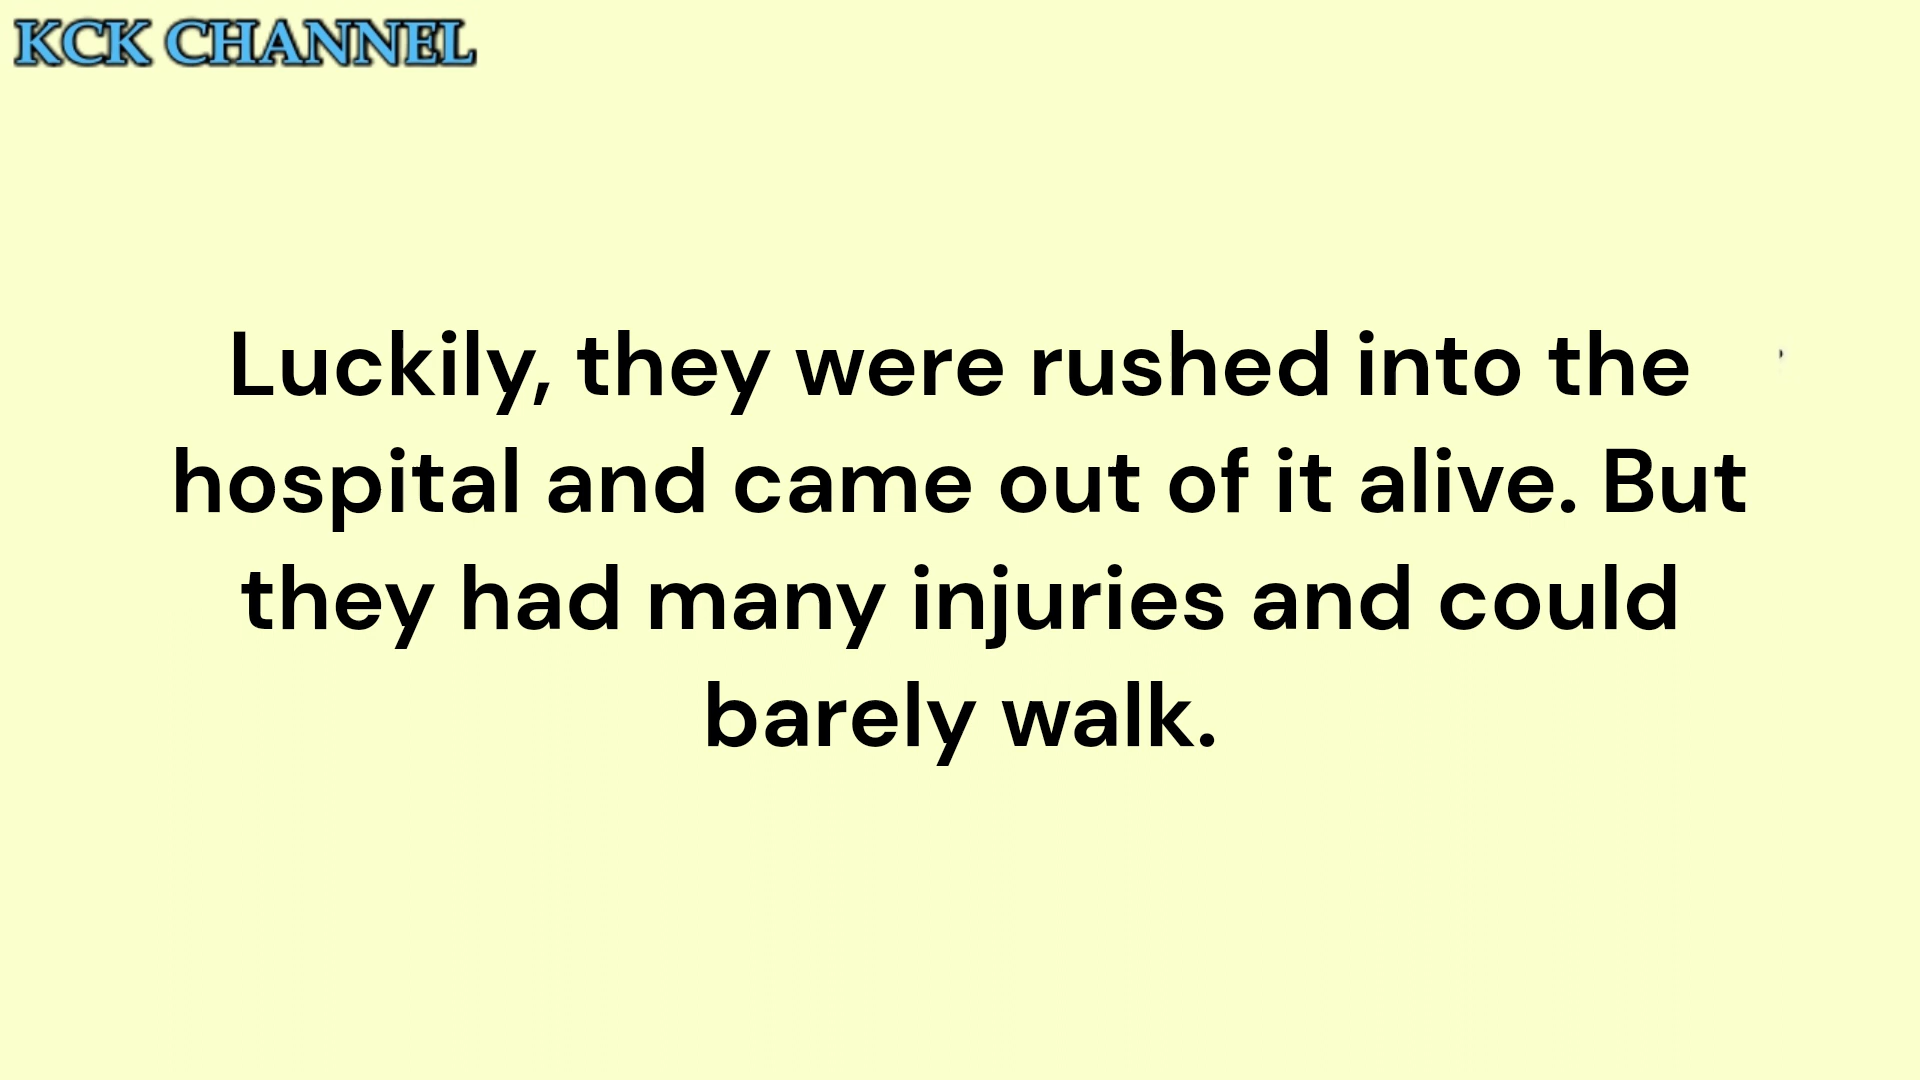 KCK CHANNEL
Luckily, they were rushed into the
hospital and came out of it alive. But
they had many injuries and could
barely walk.